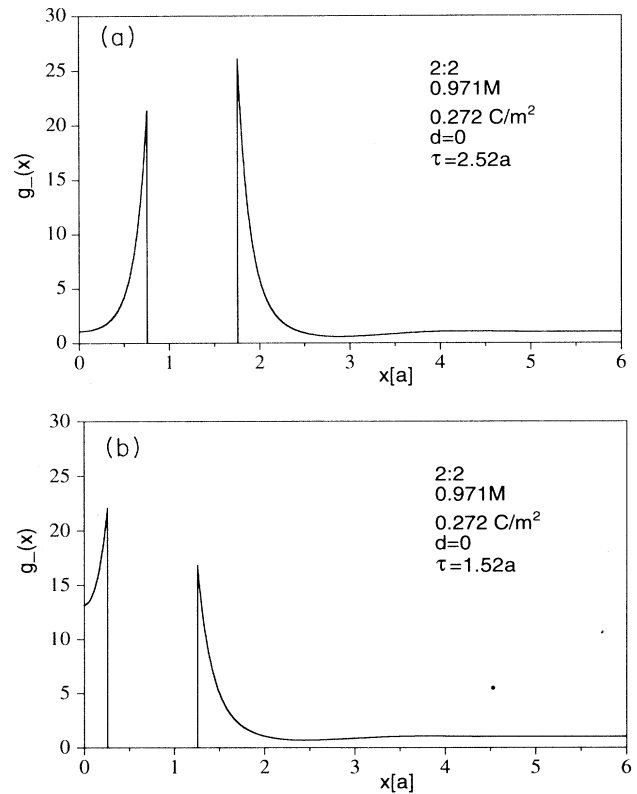 (a)
30
25
20
15
10
5
0
g_(x)
2:2
0.971M
0.272 C/m²
d=0
τ=2.52a
0 1 2 3 4 5 6
x[a]
(b)
30
25
20
15
10
5
0
g_(x)
2:2
0.971M
0.272 C/m²
d=0
τ=1.52a
0 1 2 3 4 5 6
x[a]